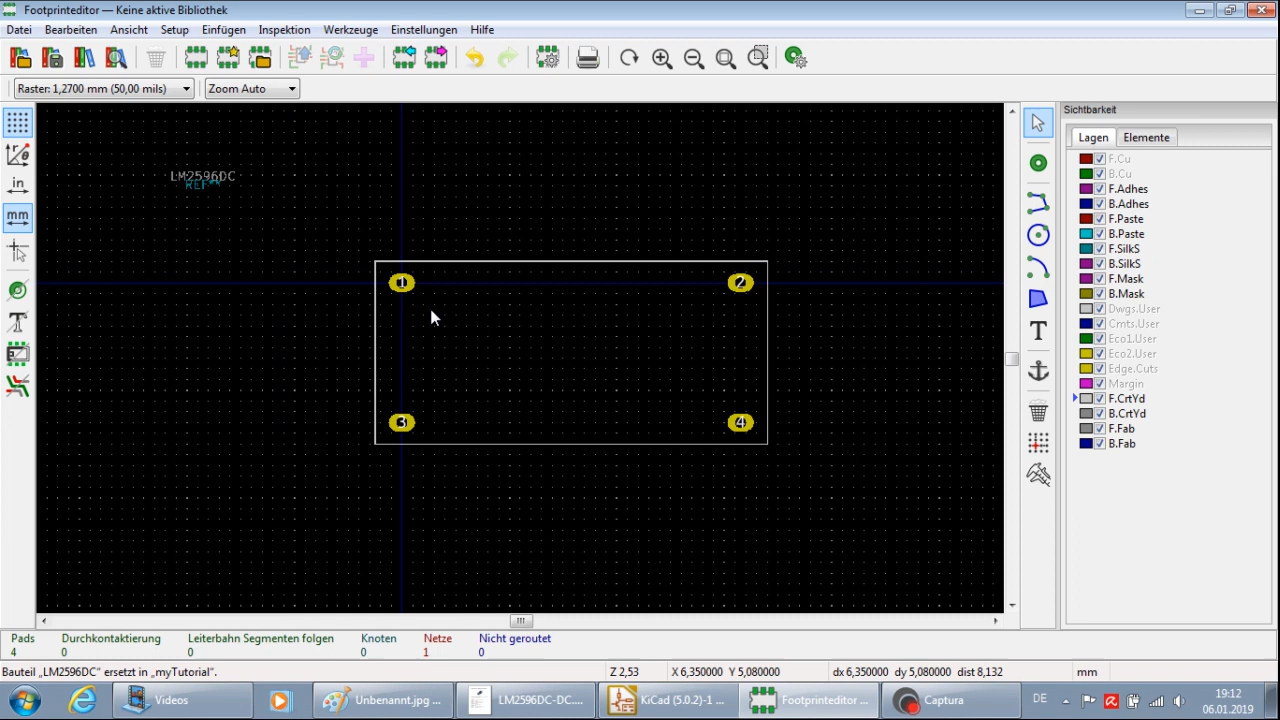 Footprinteditor — Keine aktive Bibliothek
Datei Bearbeiten Ansicht Setup Einfügen Inspektion Werkzeuge Einstellungen Hilfe
Raster: 1,2700 mm (50,00 mils) Zoom Auto
Sichtbarkeit
Lagen Elemente
F.Cu
B.Cu
F.Adhes
B.Adhes
F.Paste
B.Paste
F.SilkS
B.SilkS
F.Mask
B.Mask
Dwgs.User
Cmts.User
Eco1.User
Eco2.User
Edge.Cuts
Margin
F.CrtYd
B.CrtYd
F.Fab
B.Fab
in
mm
LM2596DC
REF**
1 2
3 4
Pads Durchkontaktierung Leiterbahn Segmenten folgen Knoten Netze Nicht geroutet
4 0 0 0 1 0
Bauteil „LM2596DC“ ersetzt in „myTutorial“. Z 2,53 X 6,350000 Y 5,080000 dx 6,350000 dy 5,080000 dist 8,132 mm
Videos Unbenannt.jpg ... LM2596DC-DC.... KiCad (5.0.2)-1 ... Footprinteditor ... Captura DE 19:12
06.01.2019